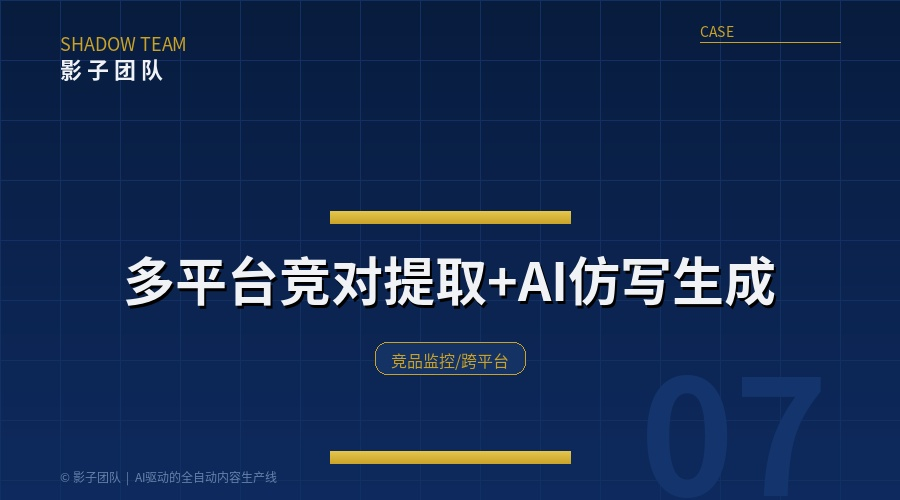 SHADOW TEAM
影子团队
CASE
多平台竞对提取+AI仿写生成
竞品监控/跨平台
07
© 影子团队 | AI驱动的全自动内容生产线